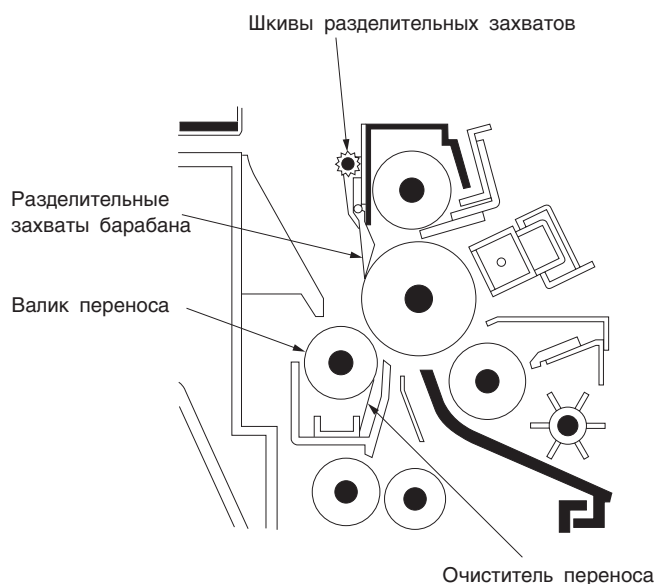 Шкивы разделительных захватов
Разделительные
захваты барабана
Валик переноса
Очиститель переноса